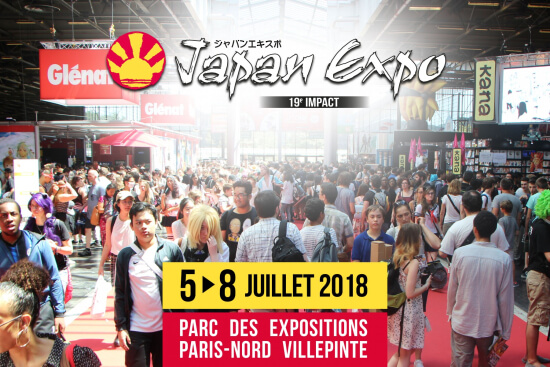 ジャパンエキスポ
Japan Expo
19e IMPACT
Glénat
Glénat
kana
kana
5 ▶ 8 JUILLET 2018
PARC DES EXPOSITIONS
PARIS-NORD VILLEPINTE